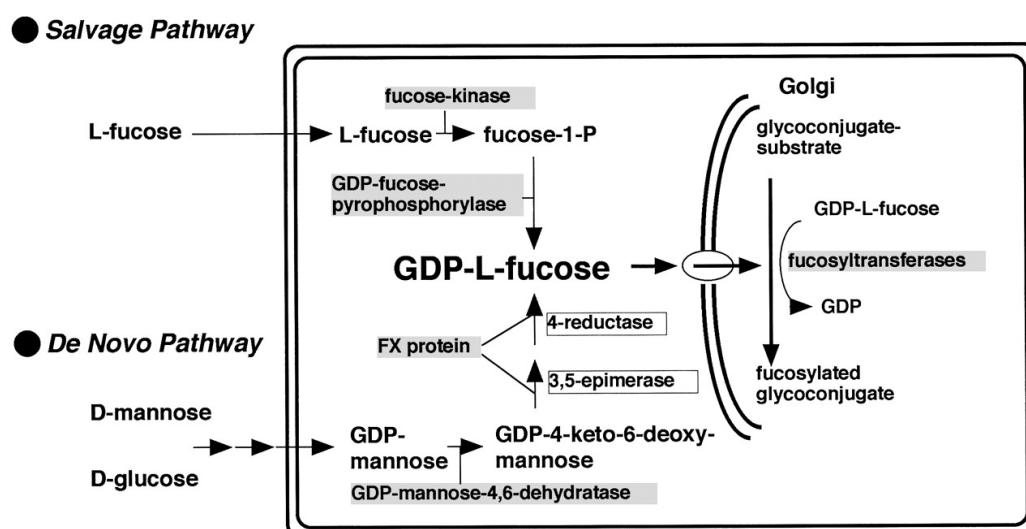 Salvage Pathway
fucose-kinase
L-fucose
L-fucose
fucose-1-P
GDP-fucose-
pyrophosphorylase
GDP-L-fucose
Golgi
glycoconjugate-
substrate
GDP-L-fucose
fucosyltransferases
GDP
fucosylated
glycoconjugate
De Novo Pathway
4-reductase
FX protein
3,5-epimerase
D-mannose
D-glucose
GDP-
mannose
GDP-4-keto-6-deoxy-
mannose
GDP-mannose-4,6-dehydratase